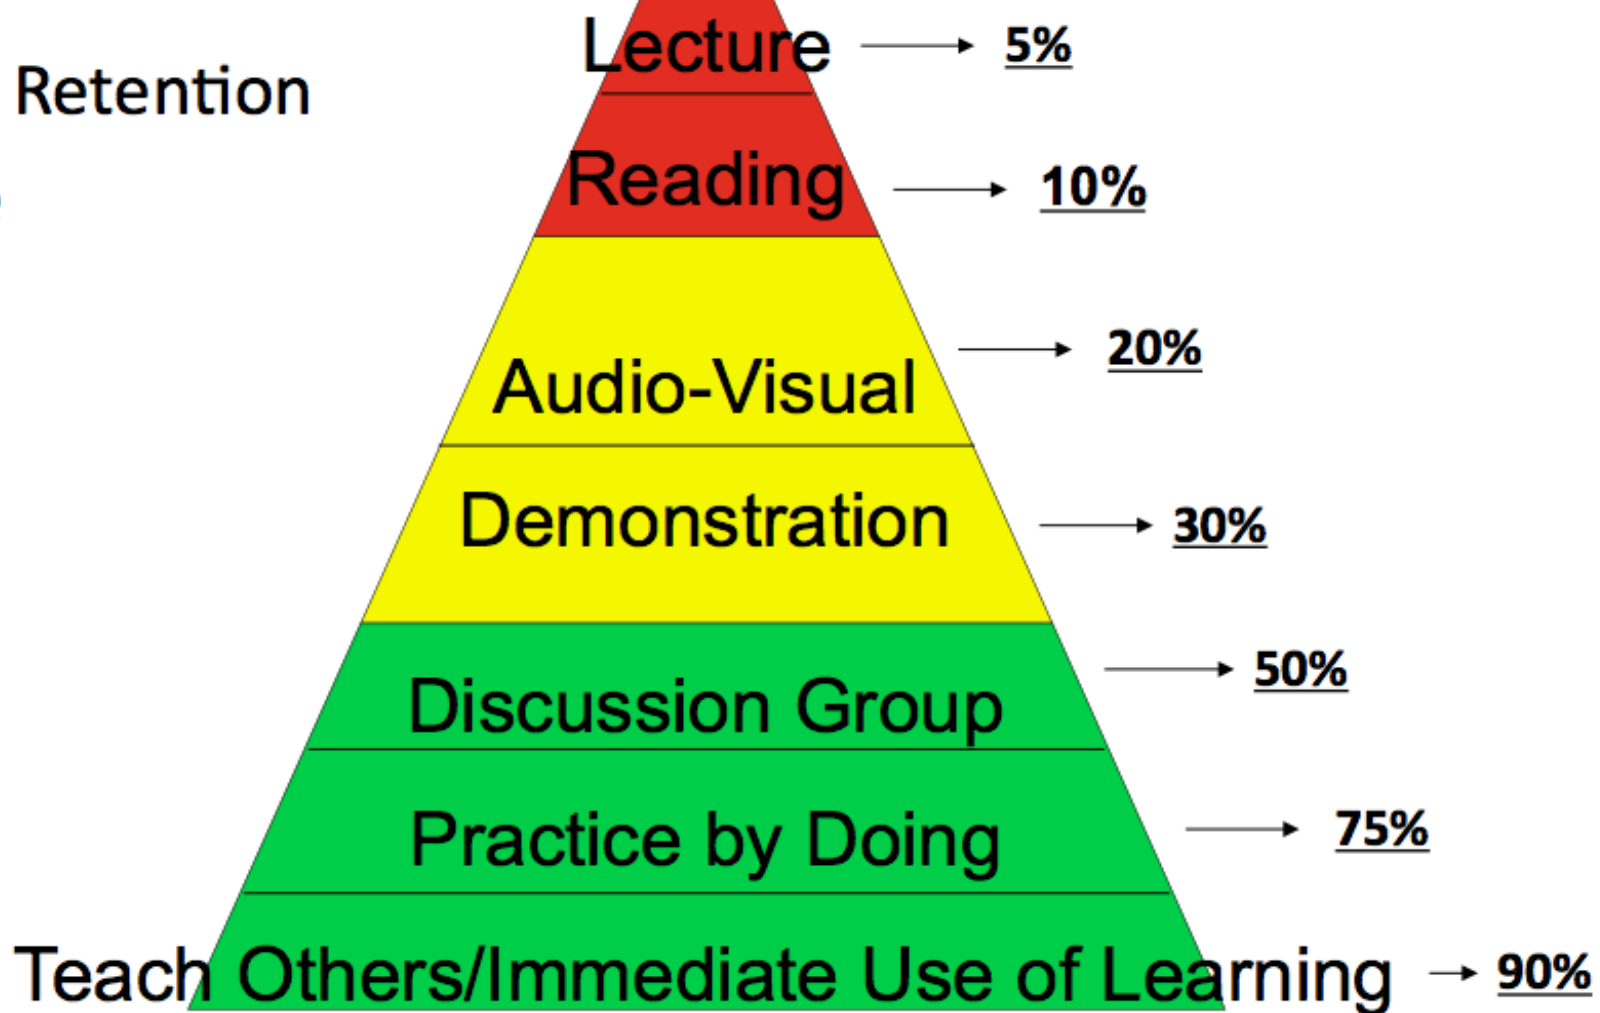 Lecture 5%
Retention
Reading 10%
20%
Audio-Visual
Demonstration 30%
50%
Discussion Group
Practice by Doing 75%
Teach Others/Immediate Use of Learning 90%